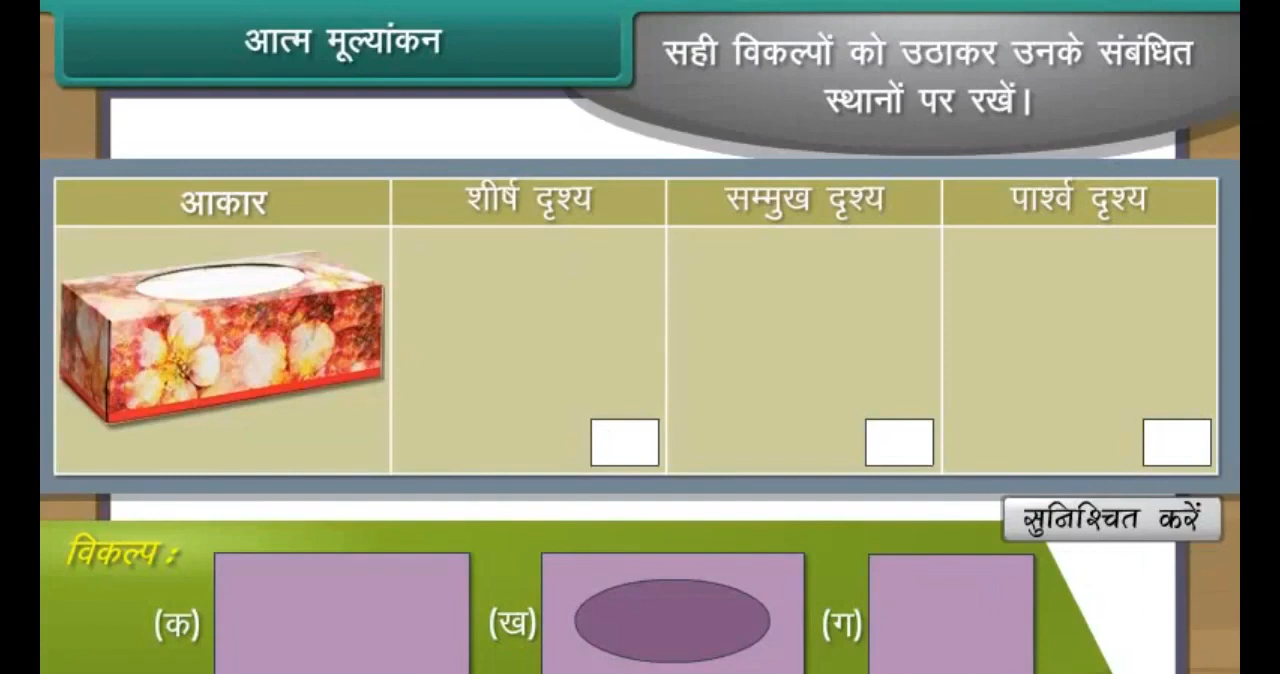 आत्म मूल्यांकन
सही विकल्पों को उठाकर उनके संबंधित
स्थानों पर रखें।
आकार
शीर्ष दृश्य
सम्मुख दृश्य
पार्श्व दृश्य
सुनिश्चित करें
विकल्प :
(क)
(ख)
(ग)